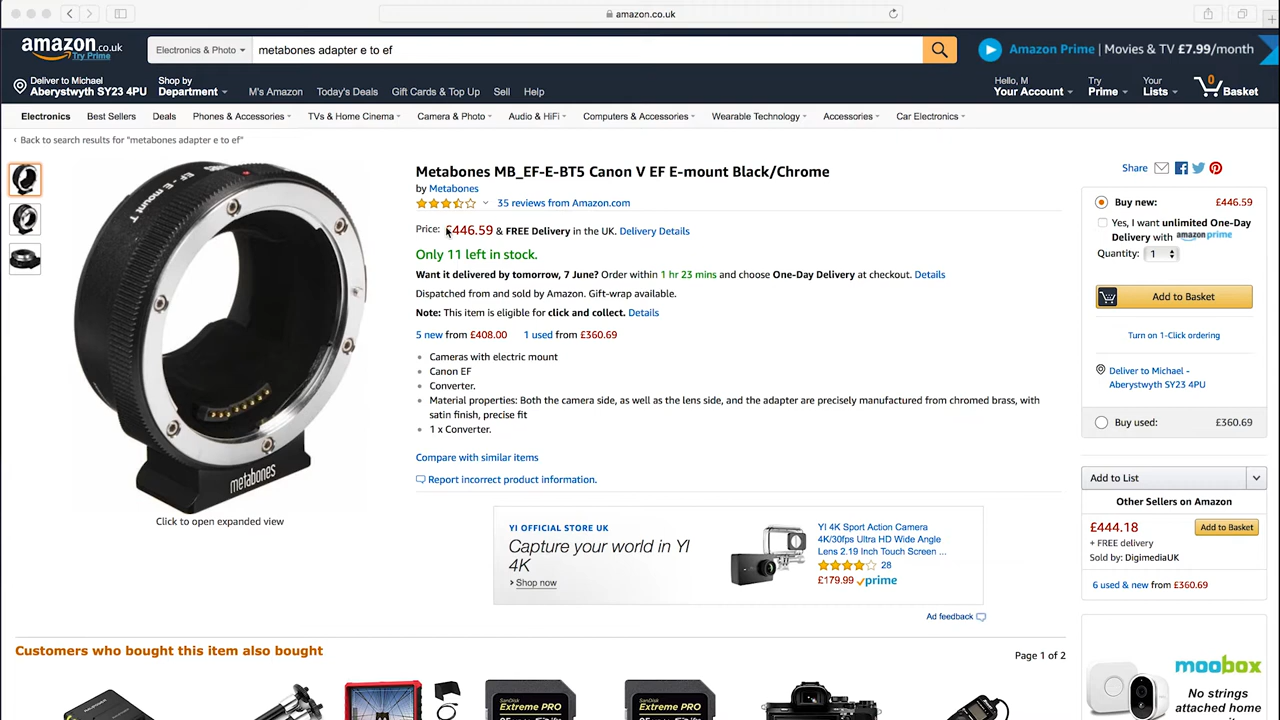 amazon.co.uk
amazon.co.uk
Try Prime
Electronics & Photo
metabones adapter e to ef
Amazon Prime | Movies & TV £7.99/month
Deliver to Michael
Aberystwyth SY23 4PU
Shop by
Department
M's Amazon
Today's Deals
Gift Cards & Top Up
Sell
Help
Hello, M
Your Account
Try
Prime
Your
Lists
0
Basket
Electronics
Best Sellers
Deals
Phones & Accessories
TVs & Home Cinema
Camera & Photo
Audio & HiFi
Computers & Accessories
Wearable Technology
Accessories
Car Electronics
‹ Back to search results for "metabones adapter e to ef"
EF - E mount T
metabones
Click to open expanded view
Metabones MB_EF-E-BT5 Canon V EF E-mount Black/Chrome
by Metabones
35 reviews from Amazon.com
Price: £446.59 & FREE Delivery in the UK. Delivery Details
Only 11 left in stock.
Want it delivered by tomorrow, 7 June? Order within 1 hr 23 mins and choose One-Day Delivery at checkout. Details
Dispatched from and sold by Amazon. Gift-wrap available.
Note: This item is eligible for click and collect. Details
5 new from £408.00 1 used from £360.69
Cameras with electric mount
Canon EF
Converter.
Material properties: Both the camera side, as well as the lens side, and the adapter are precisely manufactured from chromed brass, with
satin finish, precise fit
1 x Converter.
Compare with similar items
Report incorrect product information.
YI OFFICIAL STORE UK
Capture your world in YI
4K
› Shop now
YI 4K Sport Action Camera
4K/30fps Ultra HD Wide Angle
Lens 2.19 Inch Touch Screen ...
28
£179.99 prime
Ad feedback
Share
Buy new: £446.59
Yes, I want unlimited One-Day
Delivery with amazon prime
Quantity: 1
Add to Basket
Turn on 1-Click ordering
Deliver to Michael -
Aberystwyth SY23 4PU
Buy used: £360.69
Add to List
Other Sellers on Amazon
£444.18
Add to Basket
+ FREE delivery
Sold by: DigimediaUK
6 used & new from £360.69
Customers who bought this item also bought
Page 1 of 2
SanDisk
Extreme PRO
SanDisk
Extreme PRO
moobox
No strings
attached home